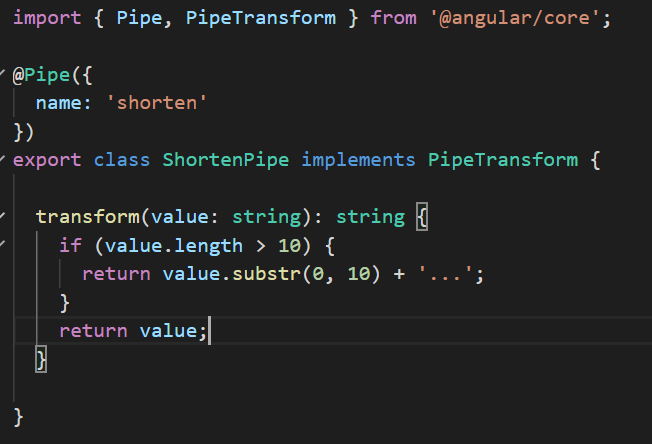 import { Pipe, PipeTransform } from '@angular/core';
@Pipe({
  name: 'shorten'
})
export class ShortenPipe implements PipeTransform {
  transform(value: string): string {
    if (value.length > 10) {
      return value.substr(0, 10) + '...';
    }
    return value;
  }
}